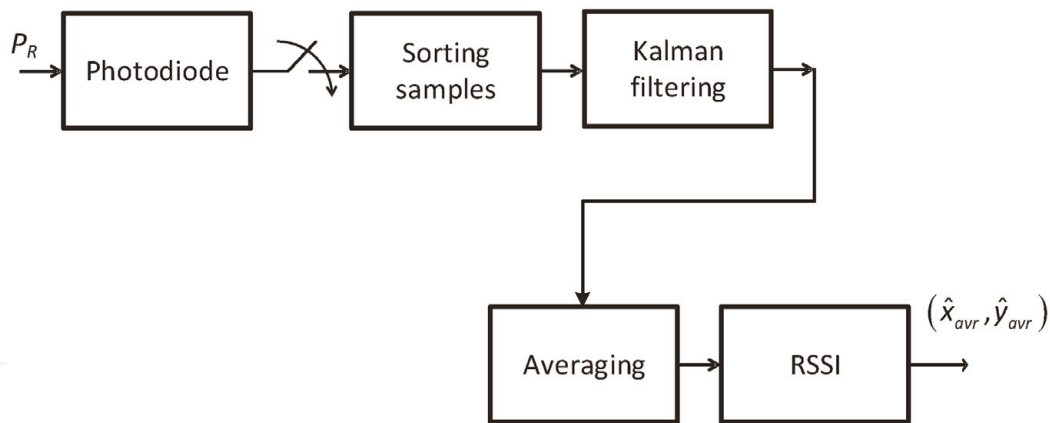 P_R
Photodiode
Sorting
samples
Kalman
filtering
Averaging
RSSI
(x̂_avr, ŷ_avr)